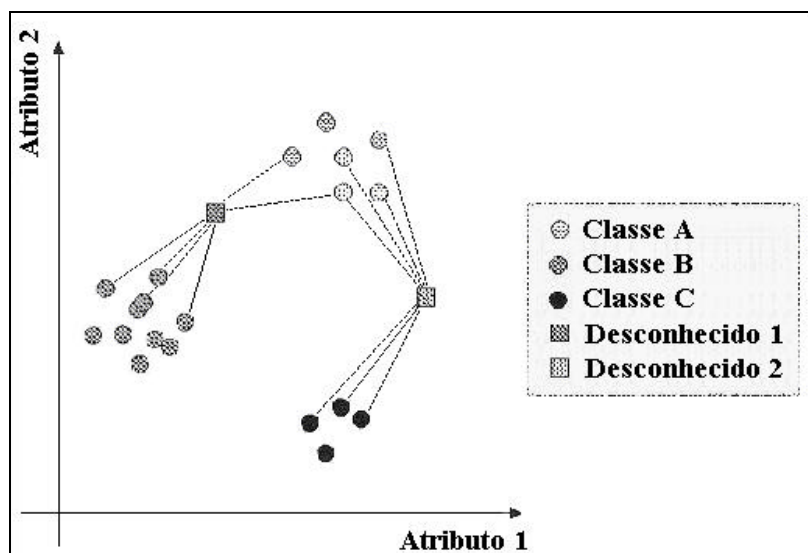 Atributo 2
Classe A
Classe B
Classe C
Desconhecido 1
Desconhecido 2
Atributo 1